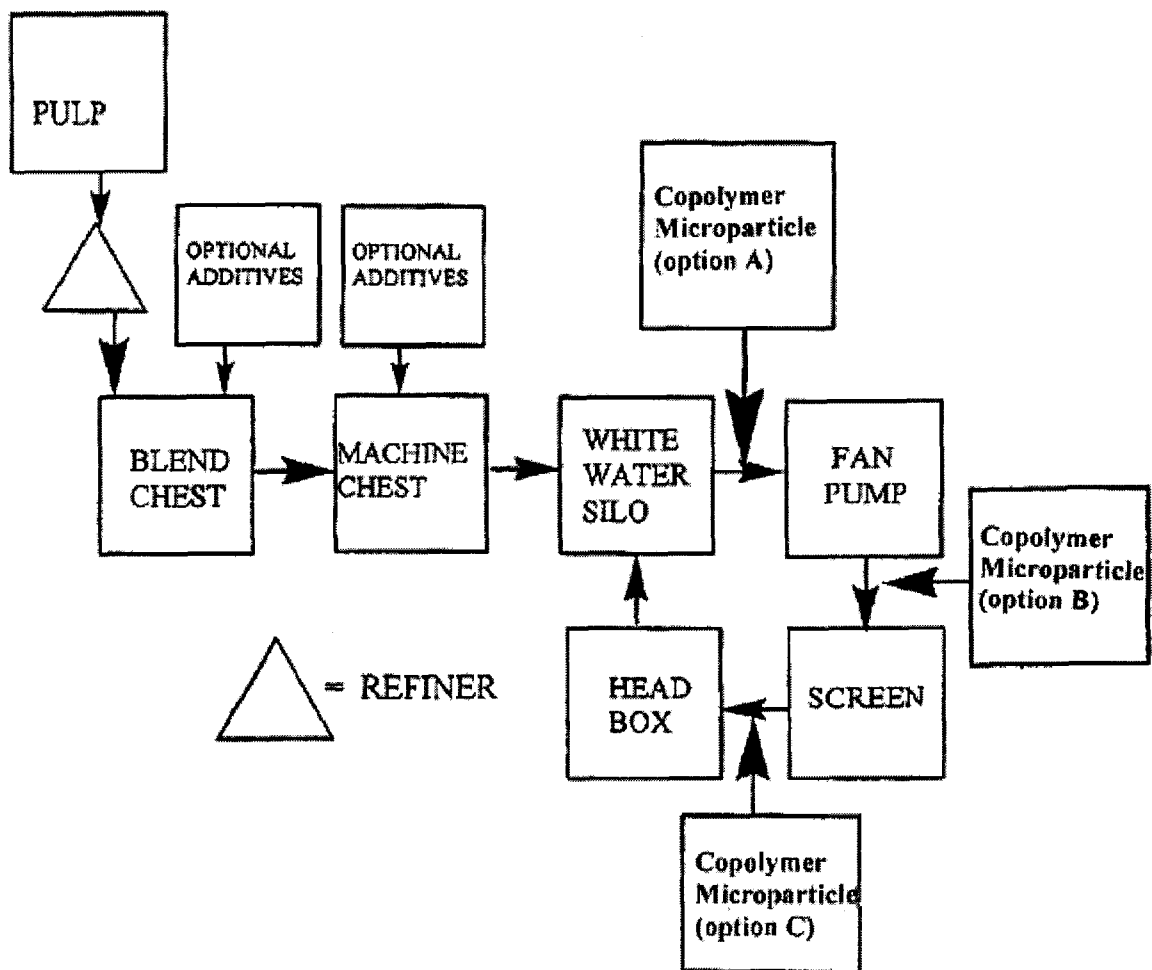 PULP
OPTIONAL
ADDITIVES
OPTIONAL
ADDITIVES
Copolymer
Microparticle
(option A)
BLEND
CHEST
MACHINE
CHEST
WHITE
WATER
SILO
FAN
PUMP
Copolymer
Microparticle
(option B)
= REFINER
HEAD
BOX
SCREEN
Copolymer
Microparticle
(option C)